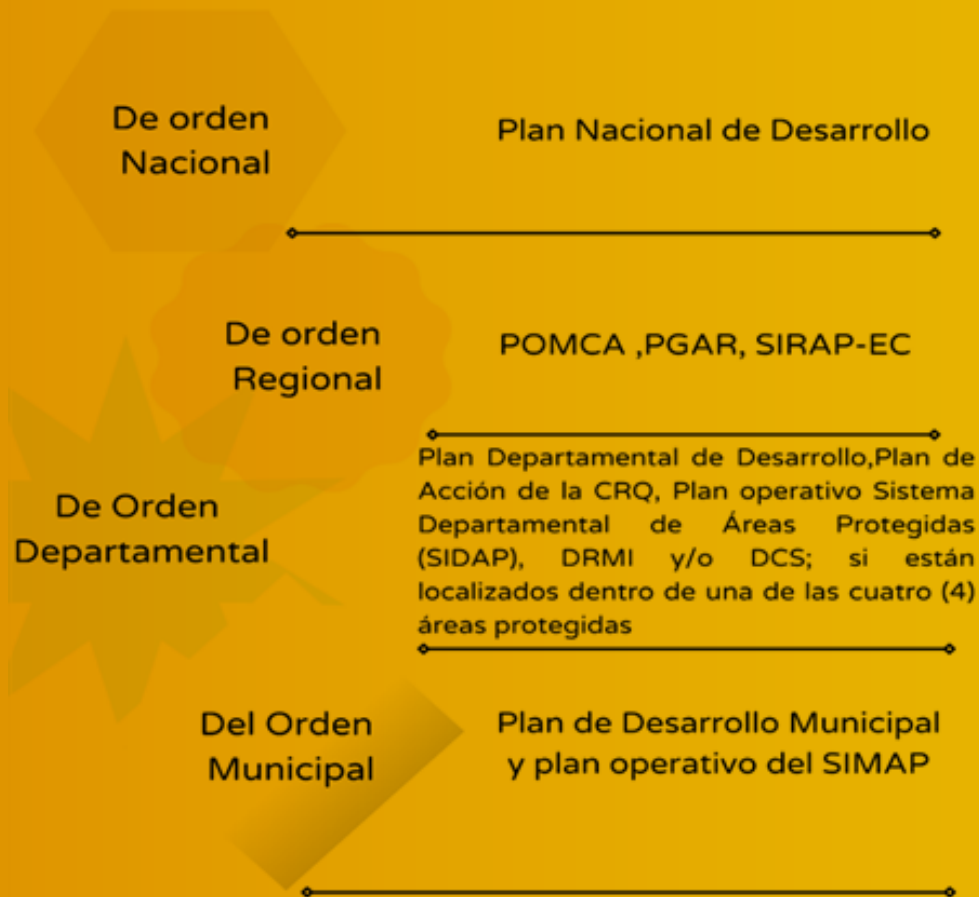 De orden
Nacional
Plan Nacional de Desarrollo
De orden
Regional
POMCA ,PGAR, SIRAP-EC
De Orden
Departamental
Plan Departamental de Desarrollo,Plan de
Acción de la CRQ, Plan operativo Sistema
Departamental de Áreas Protegidas
(SIDAP), DRMI y/o DCS; si están
localizados dentro de una de las cuatro (4)
áreas protegidas
Del Orden
Municipal
Plan de Desarrollo Municipal
y plan operativo del SIMAP